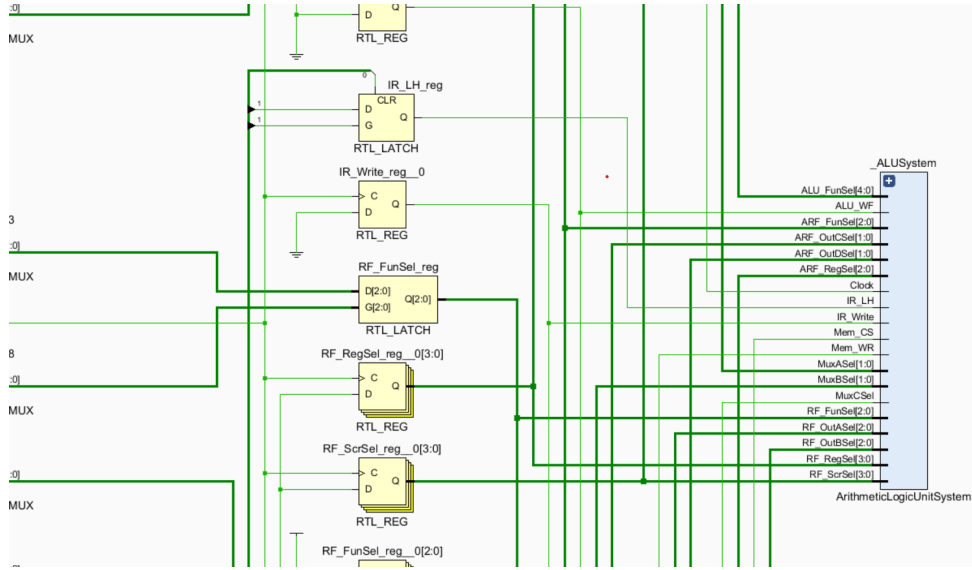 :0]
D
Q
RTL_REG
MUX
0
IR_LH_reg
1
CLR
D
Q
1
G
RTL_LATCH
_ALUSystem
IR_Write_reg__0
ALU_FunSel[4:0]
C
Q
ALU_WF
D
3
ARF_FunSel[2:0]
RTL_REG
ARF_OutCSel[1:0]
:0]
ARF_OutDSel[1:0]
RF_FunSel_reg
ARF_RegSel[2:0]
MUX
Clock
D[2:0]
Q[2:0]
IR_LH
G[2:0]
IR_Write
RTL_LATCH
Mem_CS
8
RF_RegSel_reg__0[3:0]
Mem_WR
:0]
MuxASel[1:0]
C
Q
MuxBSel[1:0]
D
MuxCSel
MUX
RF_FunSel[2:0]
RTL_REG
RF_OutASel[2:0]
RF_ScrSel_reg__0[3:0]
RF_OutBSel[2:0]
RF_RegSel[3:0]
:0]
C
Q
RF_ScrSel[3:0]
D
ArithmeticLogicUnitSystem
MUX
RTL_REG
RF_FunSel_reg__0[2:0]